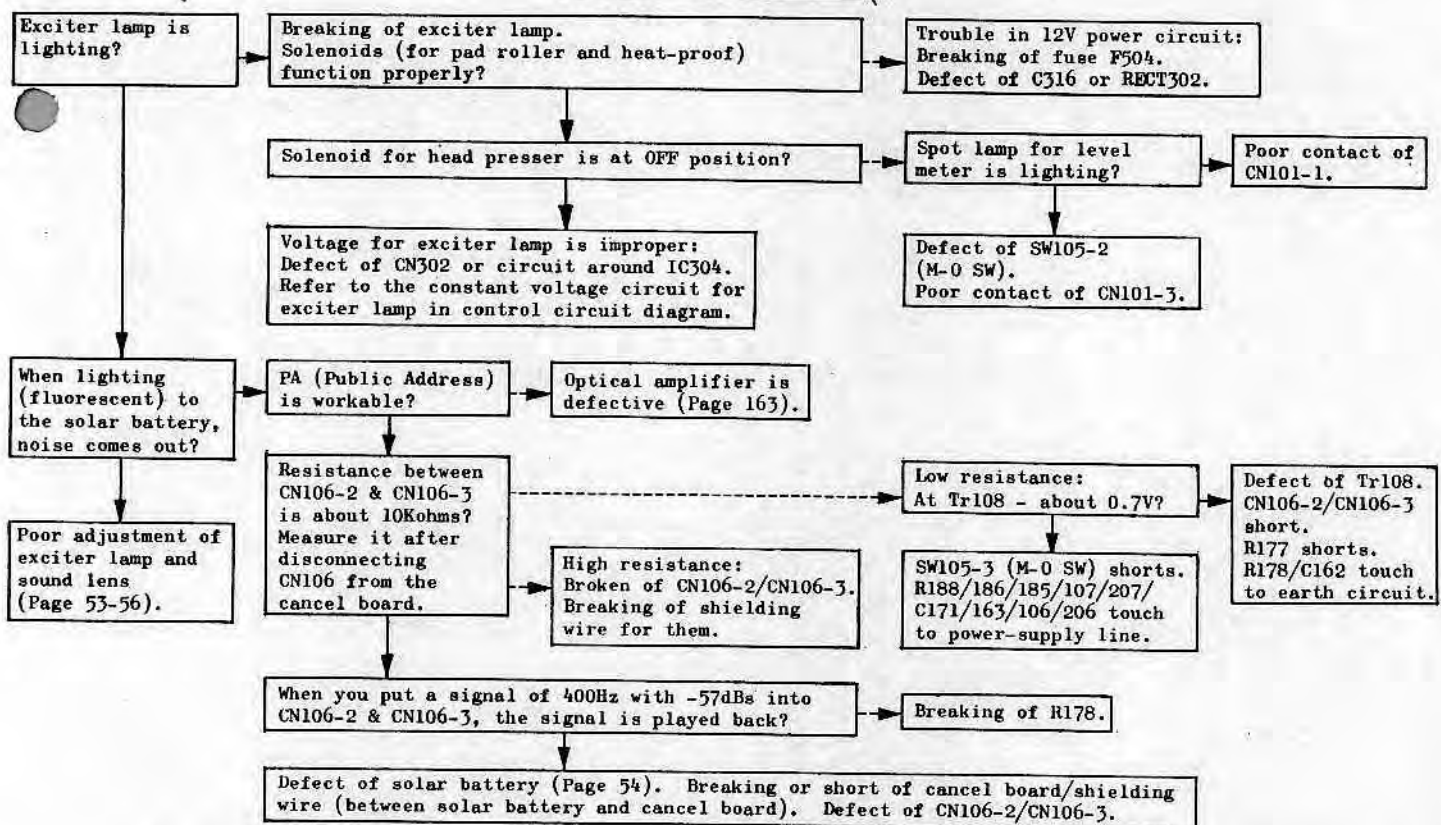 Exciter lamp is
lighting?
Breaking of exciter lamp.
Solenoids (for pad roller and heat-proof)
function properly?
Trouble in 12V power circuit:
Breaking of fuse F504.
Defect of C316 or RECT302.
Solenoid for head presser is at OFF position?
Spot lamp for level
meter is lighting?
Poor contact of
CN101-1.
Voltage for exciter lamp is improper:
Defect of CN302 or circuit around IC304.
Refer to the constant voltage circuit for
exciter lamp in control circuit diagram.
Defect of SW105-2
(M-O SW).
Poor contact of CN101-3.
When lighting
(fluorescent) to
the solar battery,
noise comes out?
PA (Public Address)
is workable?
Optical amplifier is
defective (Page 163).
Resistance between
CN106-2 & CN106-3
is about 10Kohms?
Measure it after
disconnecting
CN106 from the
cancel board.
Low resistance:
At Tr108 - about 0.7V?
Defect of Tr108.
CN106-2/CN106-3
short.
R177 shorts.
R178/C162 touch
to earth circuit.
Poor adjustment of
exciter lamp and
sound lens
(Page 53-56).
High resistance:
Broken of CN106-2/CN106-3.
Breaking of shielding
wire for them.
SW105-3 (M-O SW) shorts.
R188/186/185/107/207/
C171/163/106/206 touch
to power-supply line.
When you put a signal of 400Hz with -57dBs into
CN106-2 & CN106-3, the signal is played back?
Breaking of R178.
Defect of solar battery (Page 54). Breaking or short of cancel board/shielding
wire (between solar battery and cancel board). Defect of CN106-2/CN106-3.